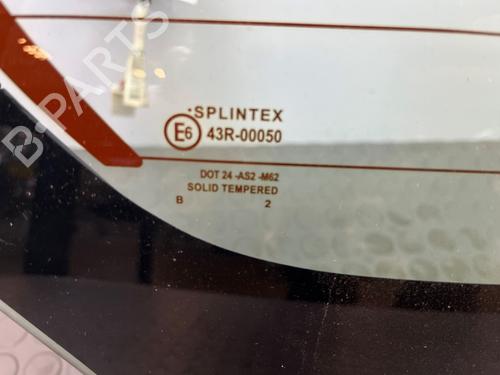 B-PARTS
.SPLINTEX
E6 43R-00050
DOT 24 -AS2 -M62
SOLID TEMPERED
B 2